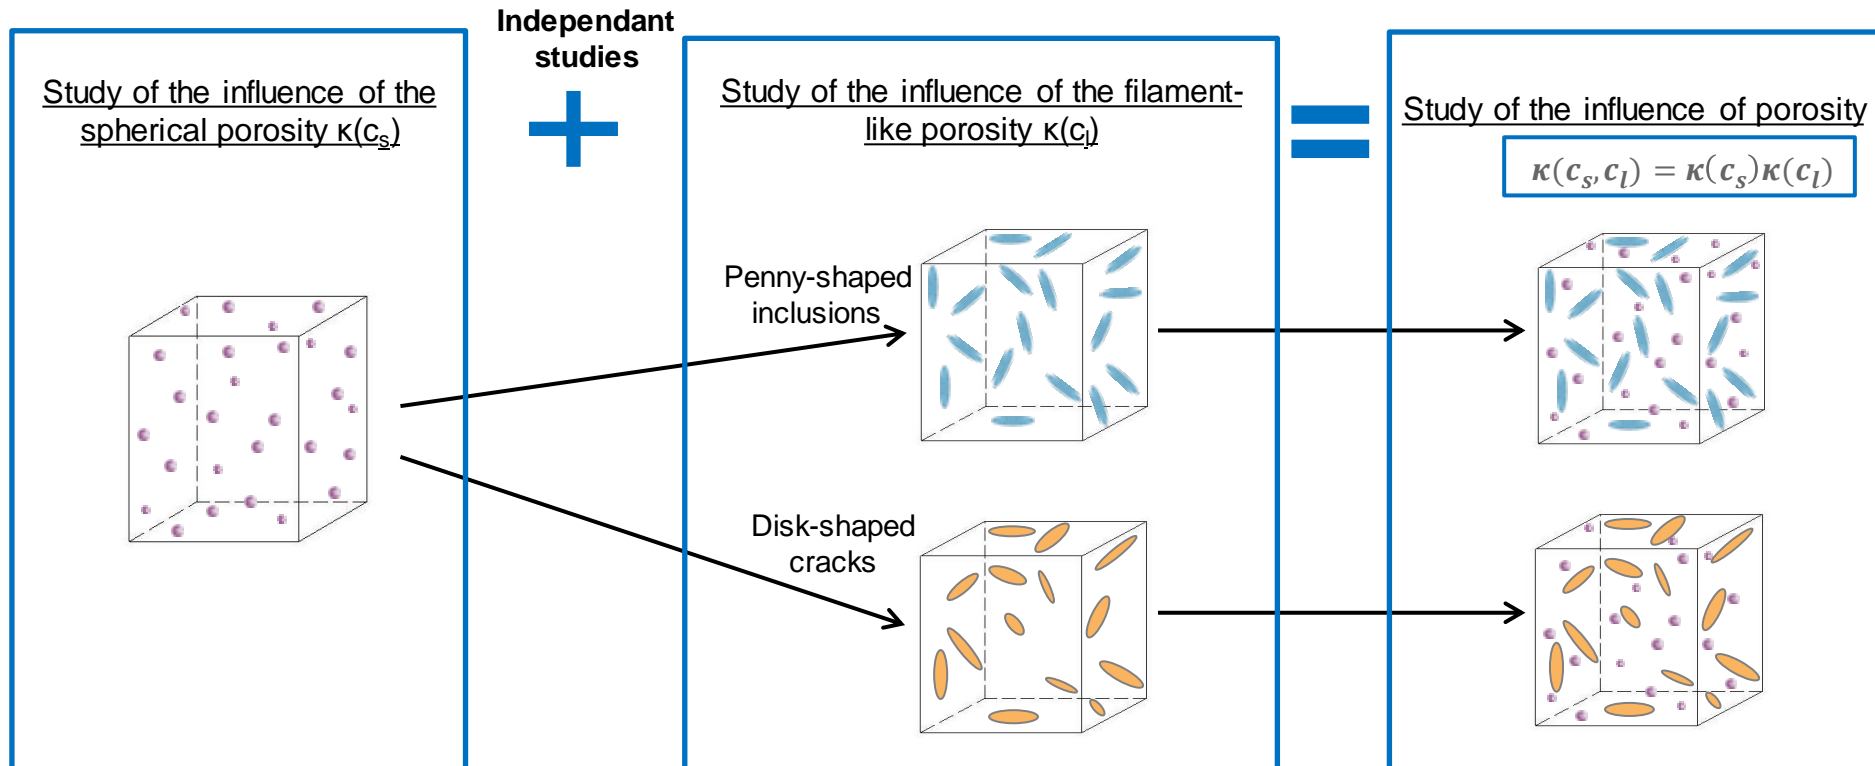 Independant
studies
Study of the influence of the
spherical porosity κ(cₛ)
+
Study of the influence of the filament-
like porosity κ(cₗ)
=
Study of the influence of porosity
κ(cₛ, cₗ) = κ(cₛ)κ(cₗ)
Penny-shaped
inclusions
Disk-shaped
cracks